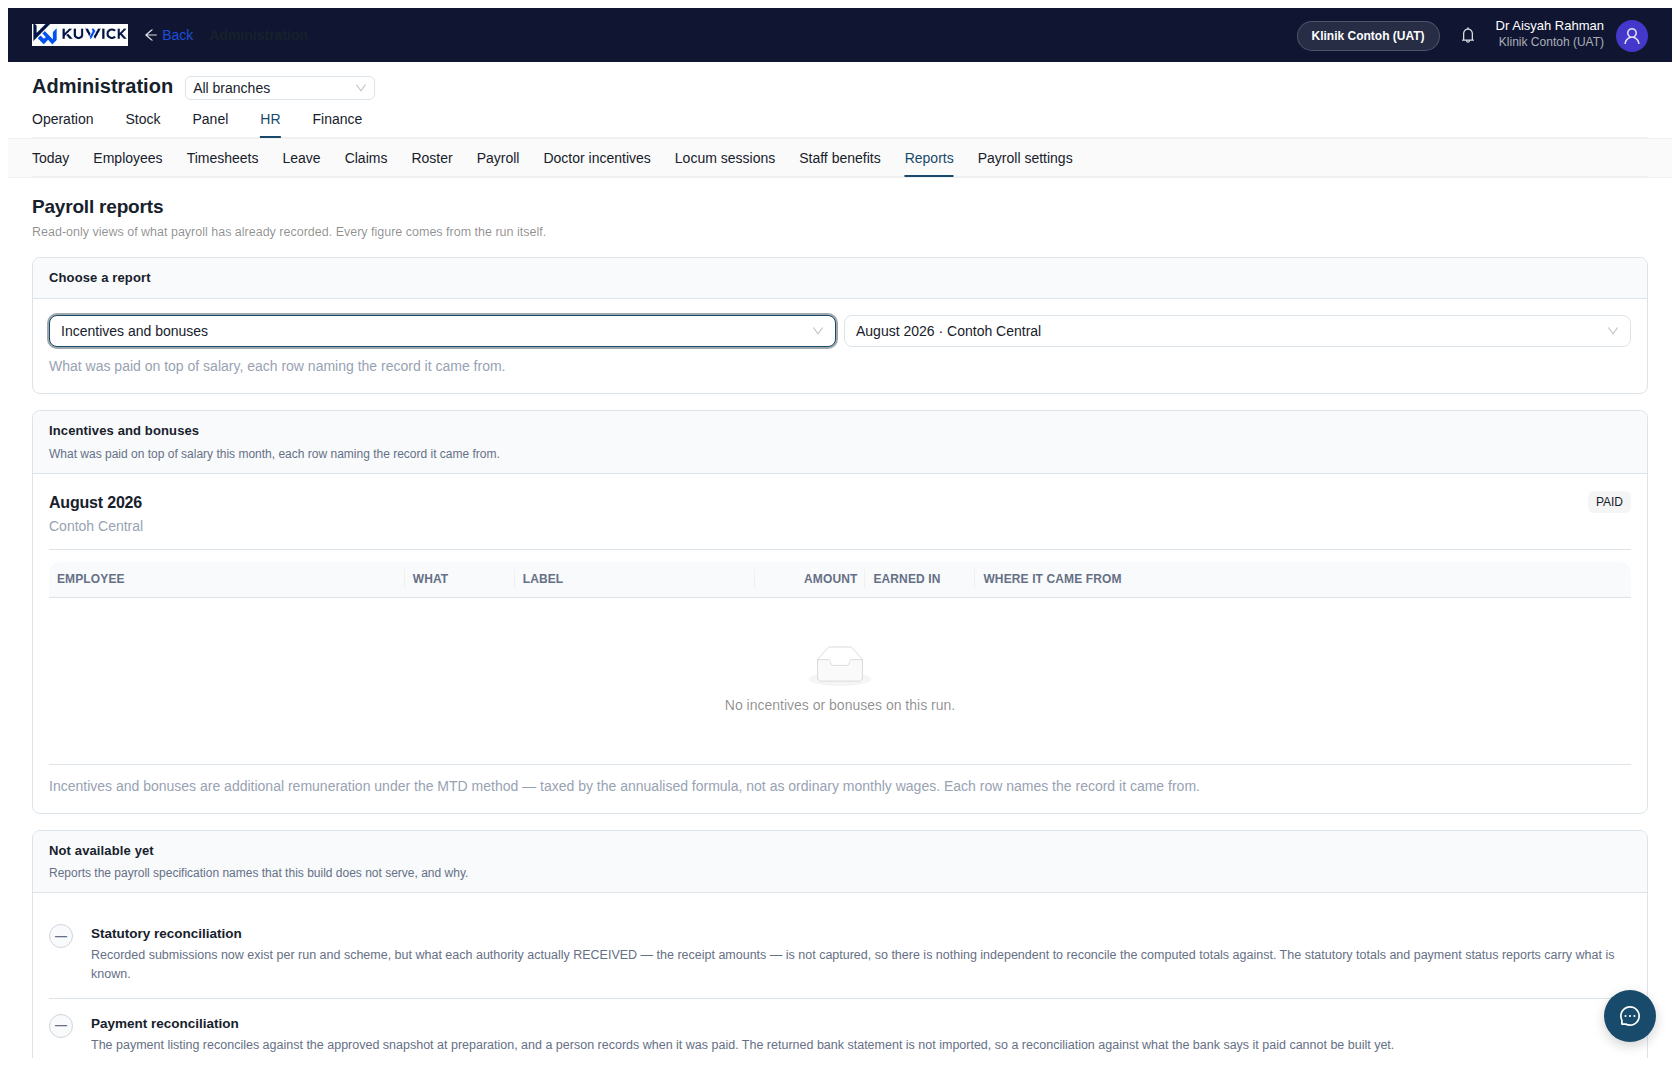 KUWICK
Back Administration
Klinik Contoh (UAT)
Dr Aisyah Rahman
Klinik Contoh (UAT)
Administration
All branches
Operation Stock Panel HR Finance
Today Employees Timesheets Leave Claims Roster Payroll Doctor incentives Locum sessions Staff benefits Reports Payroll settings
Payroll reports
Read-only views of what payroll has already recorded. Every figure comes from the run itself.
Choose a report
Incentives and bonuses
August 2026 · Contoh Central
What was paid on top of salary, each row naming the record it came from.
Incentives and bonuses
What was paid on top of salary this month, each row naming the record it came from.
August 2026
PAID
Contoh Central
EMPLOYEE WHAT LABEL AMOUNT EARNED IN WHERE IT CAME FROM
No incentives or bonuses on this run.
Incentives and bonuses are additional remuneration under the MTD method — taxed by the annualised formula, not as ordinary monthly wages. Each row names the record it came from.
Not available yet
Reports the payroll specification names that this build does not serve, and why.
Statutory reconciliation
Recorded submissions now exist per run and scheme, but what each authority actually RECEIVED — the receipt amounts — is not captured, so there is nothing independent to reconcile the computed totals against. The statutory totals and payment status reports carry what is
known.
Payment reconciliation
The payment listing reconciles against the approved snapshot at preparation, and a person records when it was paid. The returned bank statement is not imported, so a reconciliation against what the bank says it paid cannot be built yet.